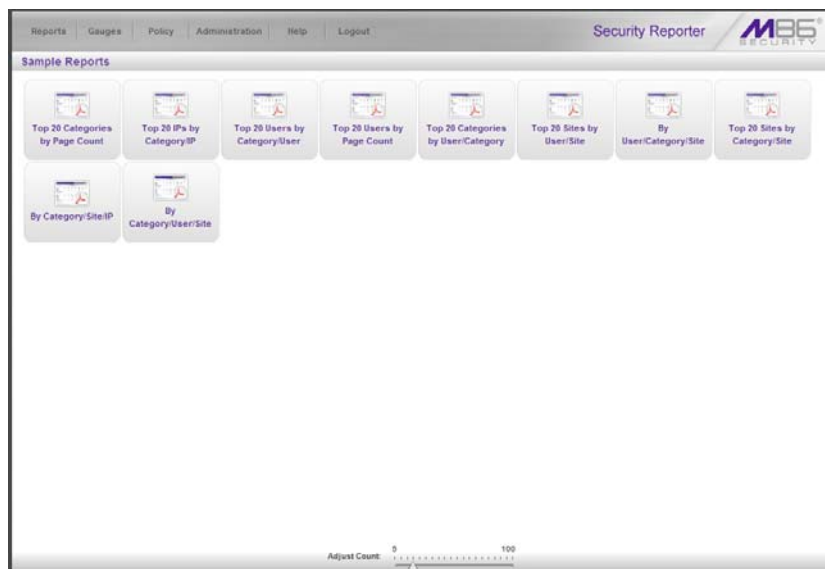 Reports Gauges Policy Administration Help Logout
Security Reporter
M86
SECURITY
Sample Reports
Top 20 Categories
by Page Count
Top 20 IPs by
Category/IP
Top 20 Users by
Category/User
Top 20 Users by
Page Count
Top 20 Categories
by User/Category
Top 20 Sites by
User/Site
By
User/Category/Site
Top 20 Sites by
Category/Site
By Category/Site/IP
By
Category/User/Site
Adjust Count: 0 100